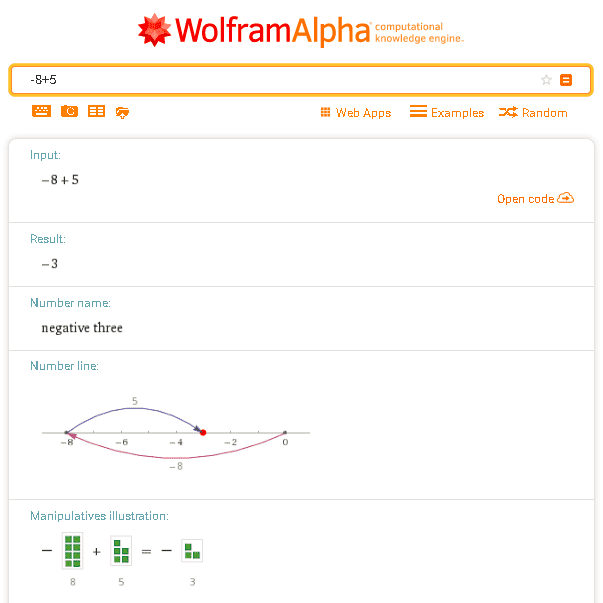 WolframAlpha computational
knowledge engine.
-8+5
Web Apps Examples Random
Input:
−8 + 5
Open code
Result:
−3
Number name:
negative three
Number line:
5
-8 -6 -4 -2 0
-8
Manipulatives illustration:
− + = −
8 5 3